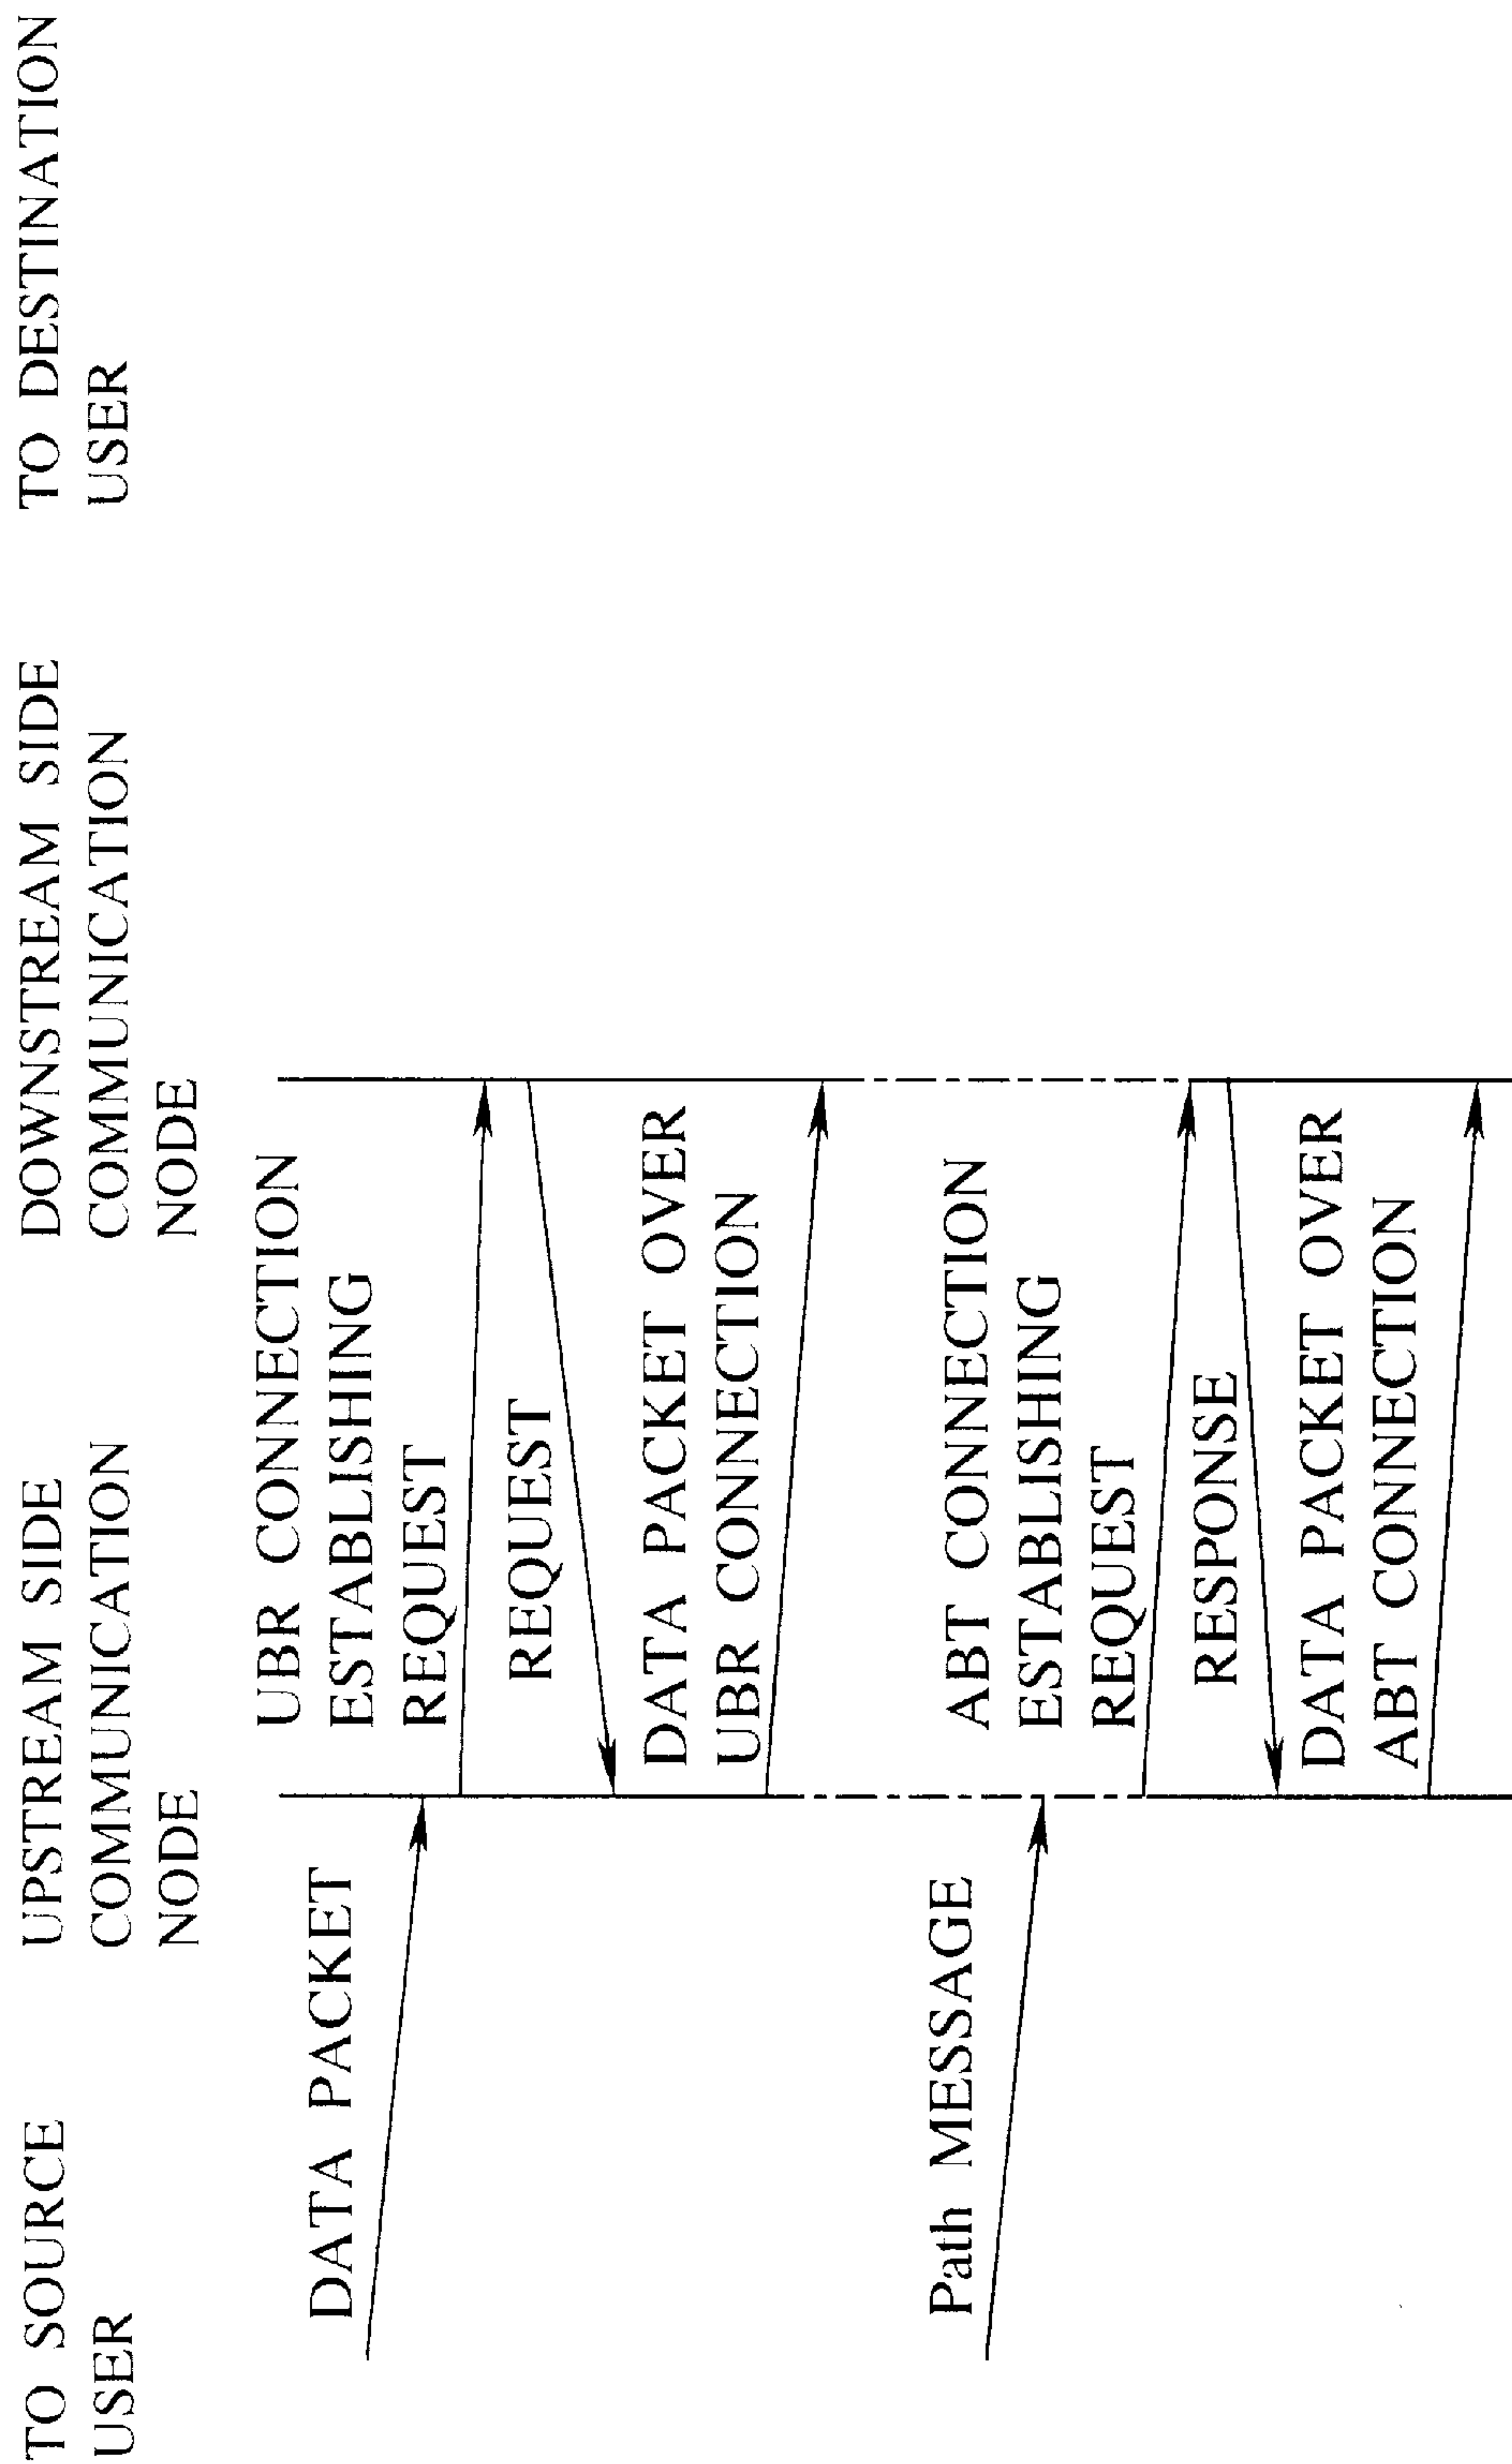 TO SOURCE
USER
UPSTREAM SIDE
COMMUNICATION
NODE
DOWNSTREAM SIDE
COMMUNICATION
NODE
TO DESTINATION
USER
DATA PACKET
UBR CONNECTION
ESTABLISHING
REQUEST
REQUEST
DATA PACKET OVER
UBR CONNECTION
Path MESSAGE
ABT CONNECTION
ESTABLISHING
REQUEST
RESPONSE
DATA PACKET OVER
ABT CONNECTION